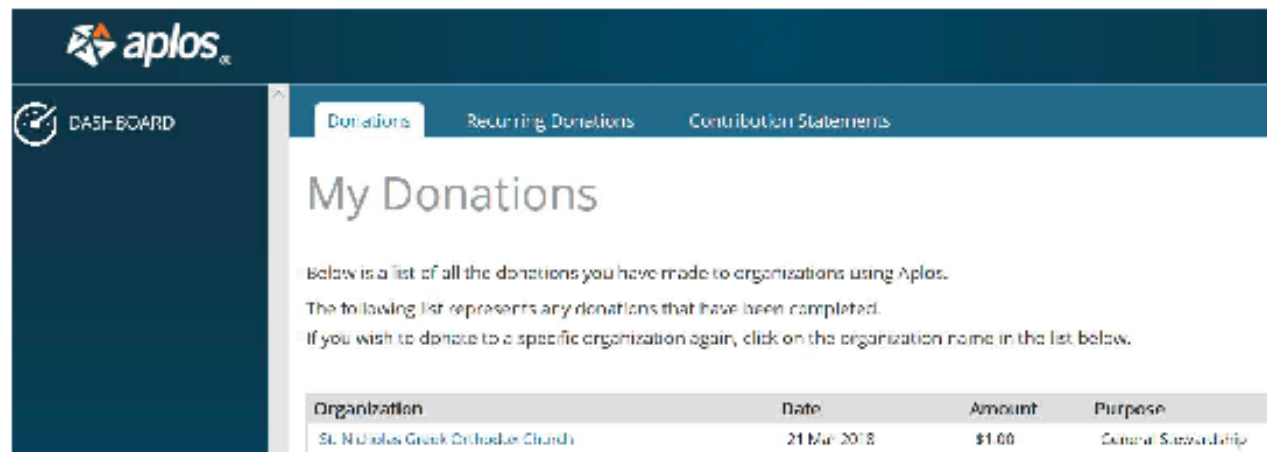 aplos®
DASHBOARD
Donations Recurring Donations Contribution Statements
My Donations
Below is a list of all the donations you have made to organizations using Aplos.
The following list represents any donations that have been completed.
If you wish to donate to a specific organization again, click on the organization name in the list below.
Organization Date Amount Purpose
St. Nicholas Greek Orthodox Church 21 Mar 2018 $1.00 General Stewardship